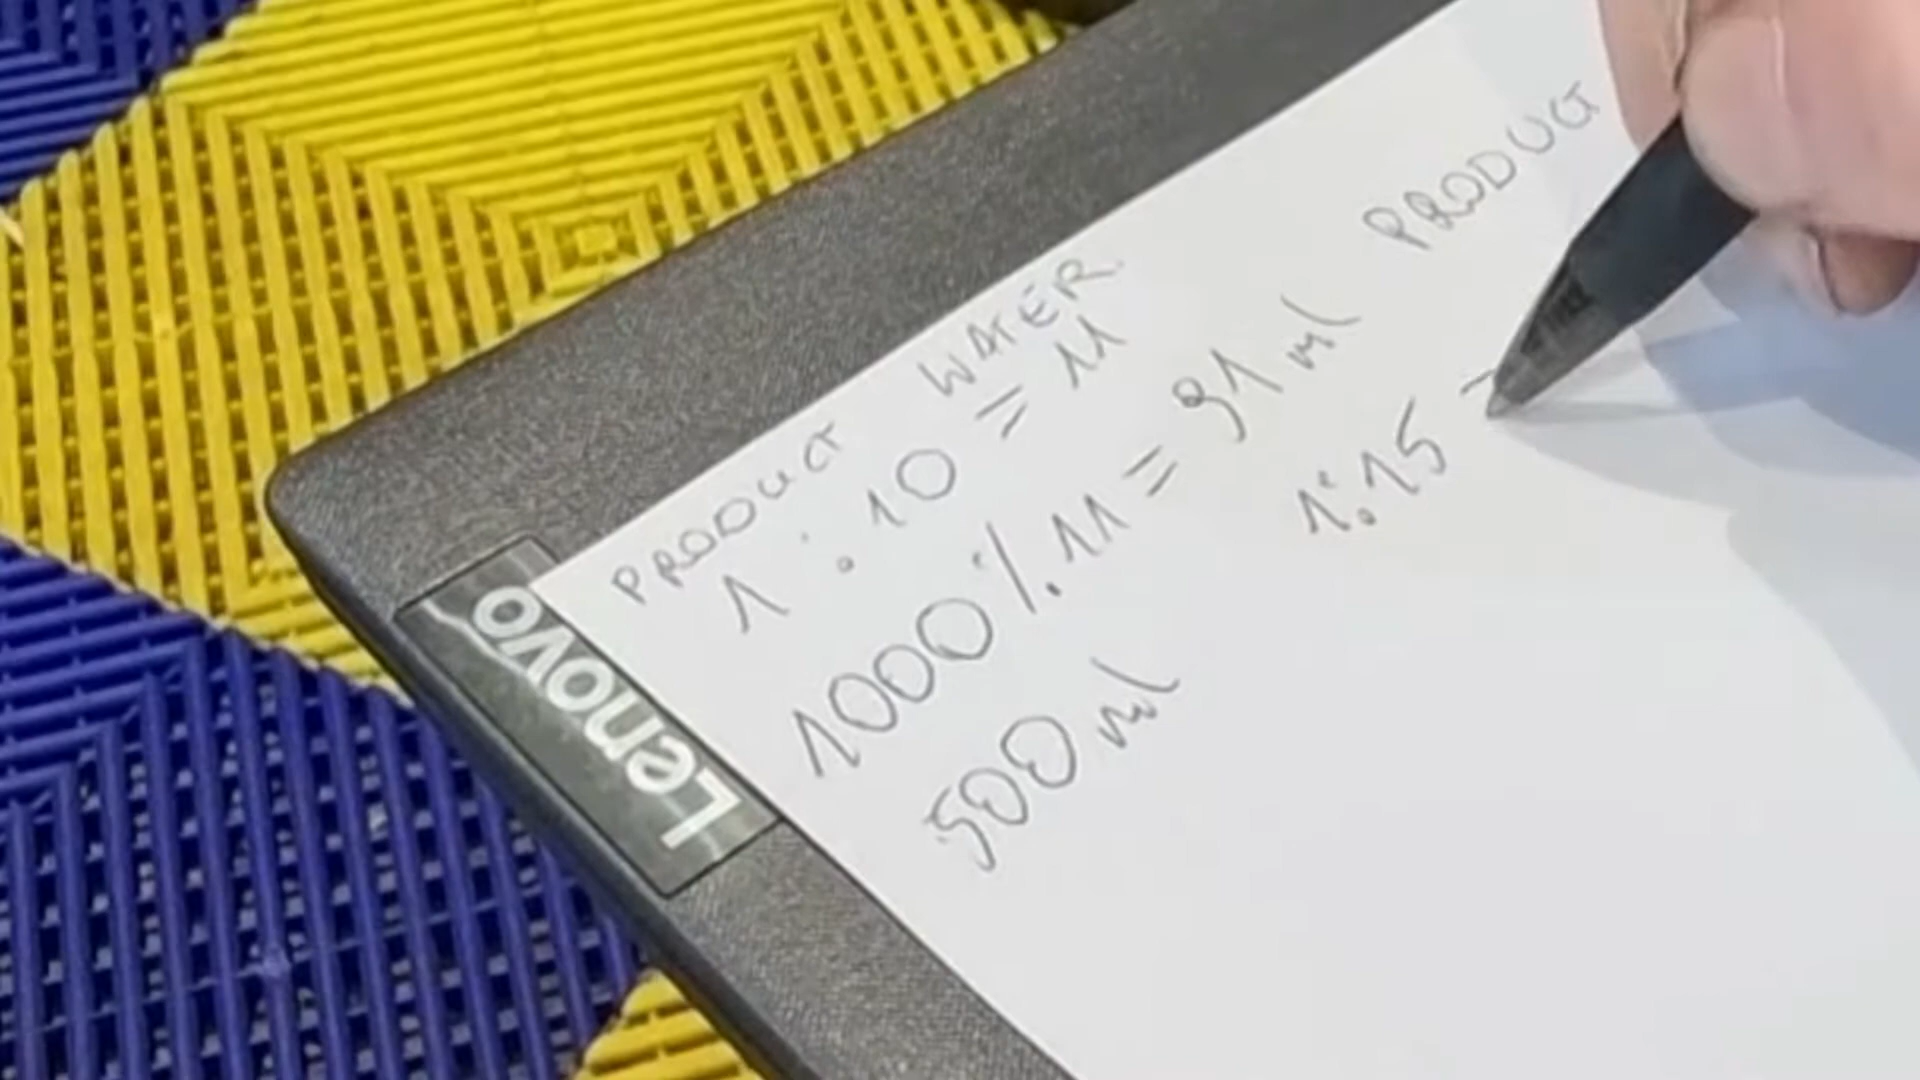 PRODUCT WATER PRODUCT
1 : 10 = 11
1000 ÷ 11 = 91 ml
500 ml 1:15
Lenovo